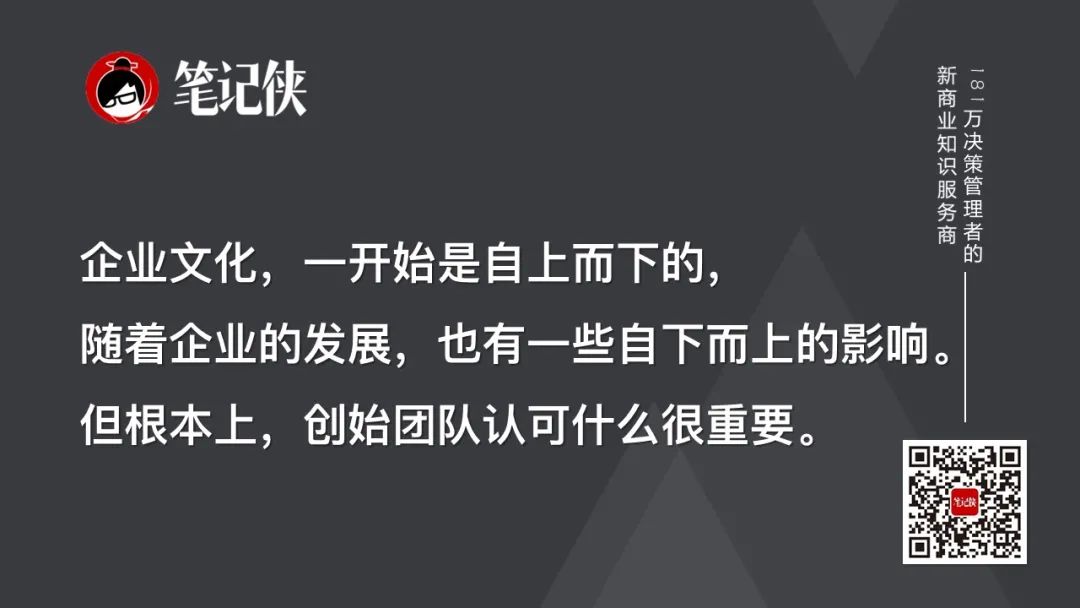 笔记侠
181万决策管理者的
新商业知识服务商
企业文化，一开始是自上而下的，
随着企业的发展，也有一些自下而上的影响。
但根本上，创始团队认可什么很重要。
笔记侠